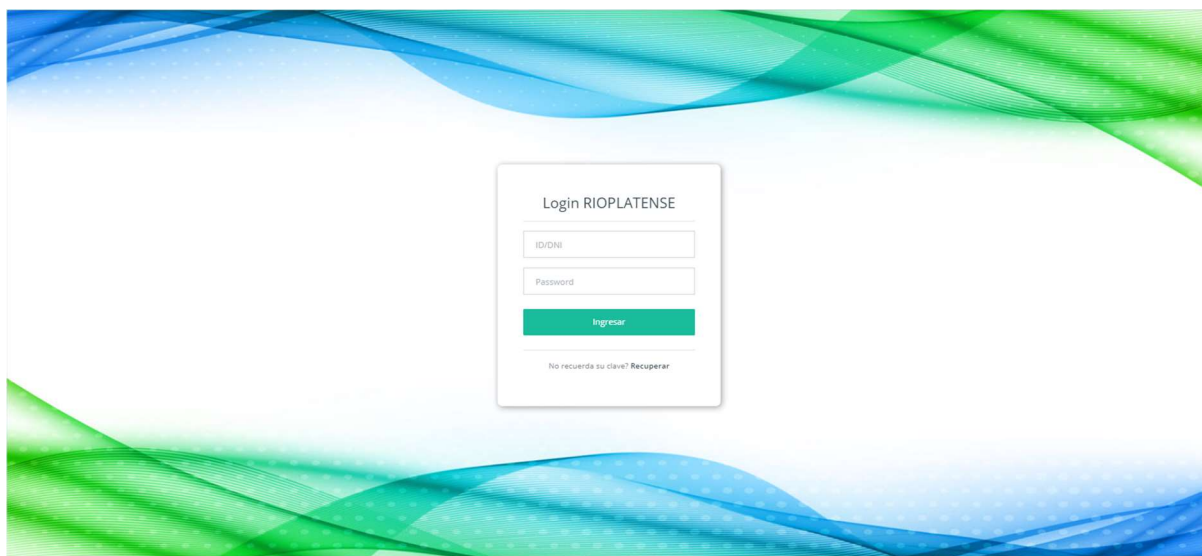 Login RIOPLATENSE
ID/DNI
Password
Ingresar
No recuerda su clave? Recuperar